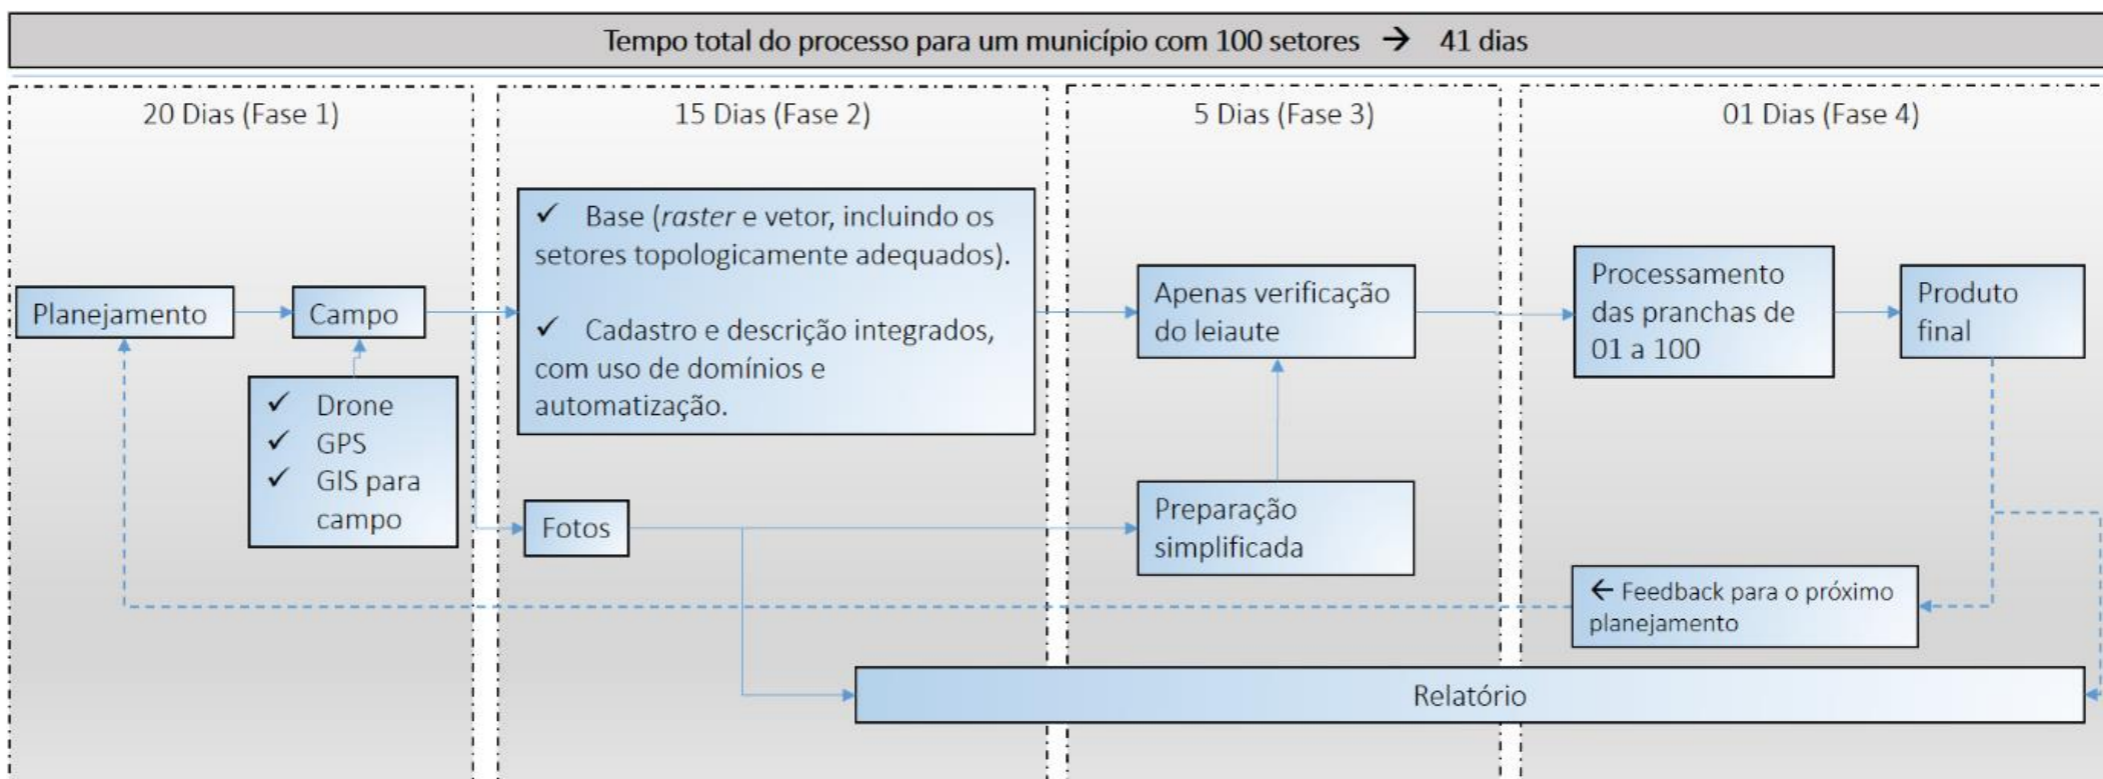 Tempo total do processo para um município com 100 setores → 41 dias
20 Dias (Fase 1)
15 Dias (Fase 2)
5 Dias (Fase 3)
01 Dias (Fase 4)
Planejamento
Campo
✓ Drone
✓ GPS
✓ GIS para
campo
✓ Base (raster e vetor, incluindo os
setores topologicamente adequados).
✓ Cadastro e descrição integrados,
com uso de domínios e
automatização.
Fotos
Apenas verificação
do leiaute
Preparação
simplificada
Processamento
das pranchas de
01 a 100
Produto
final
← Feedback para o próximo
planejamento
Relatório